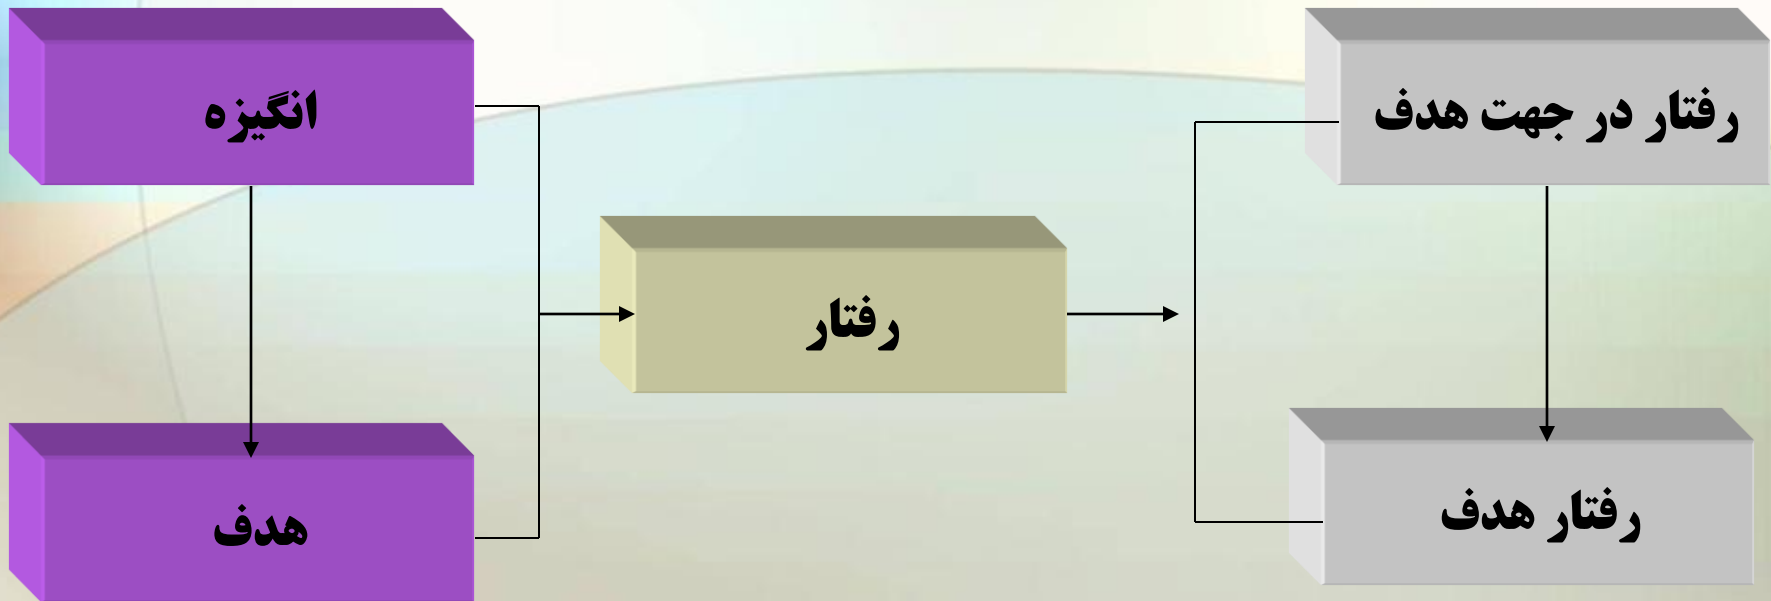 انگیزه
هدف
رفتار
رفتار در جهت هدف
رفتار هدف